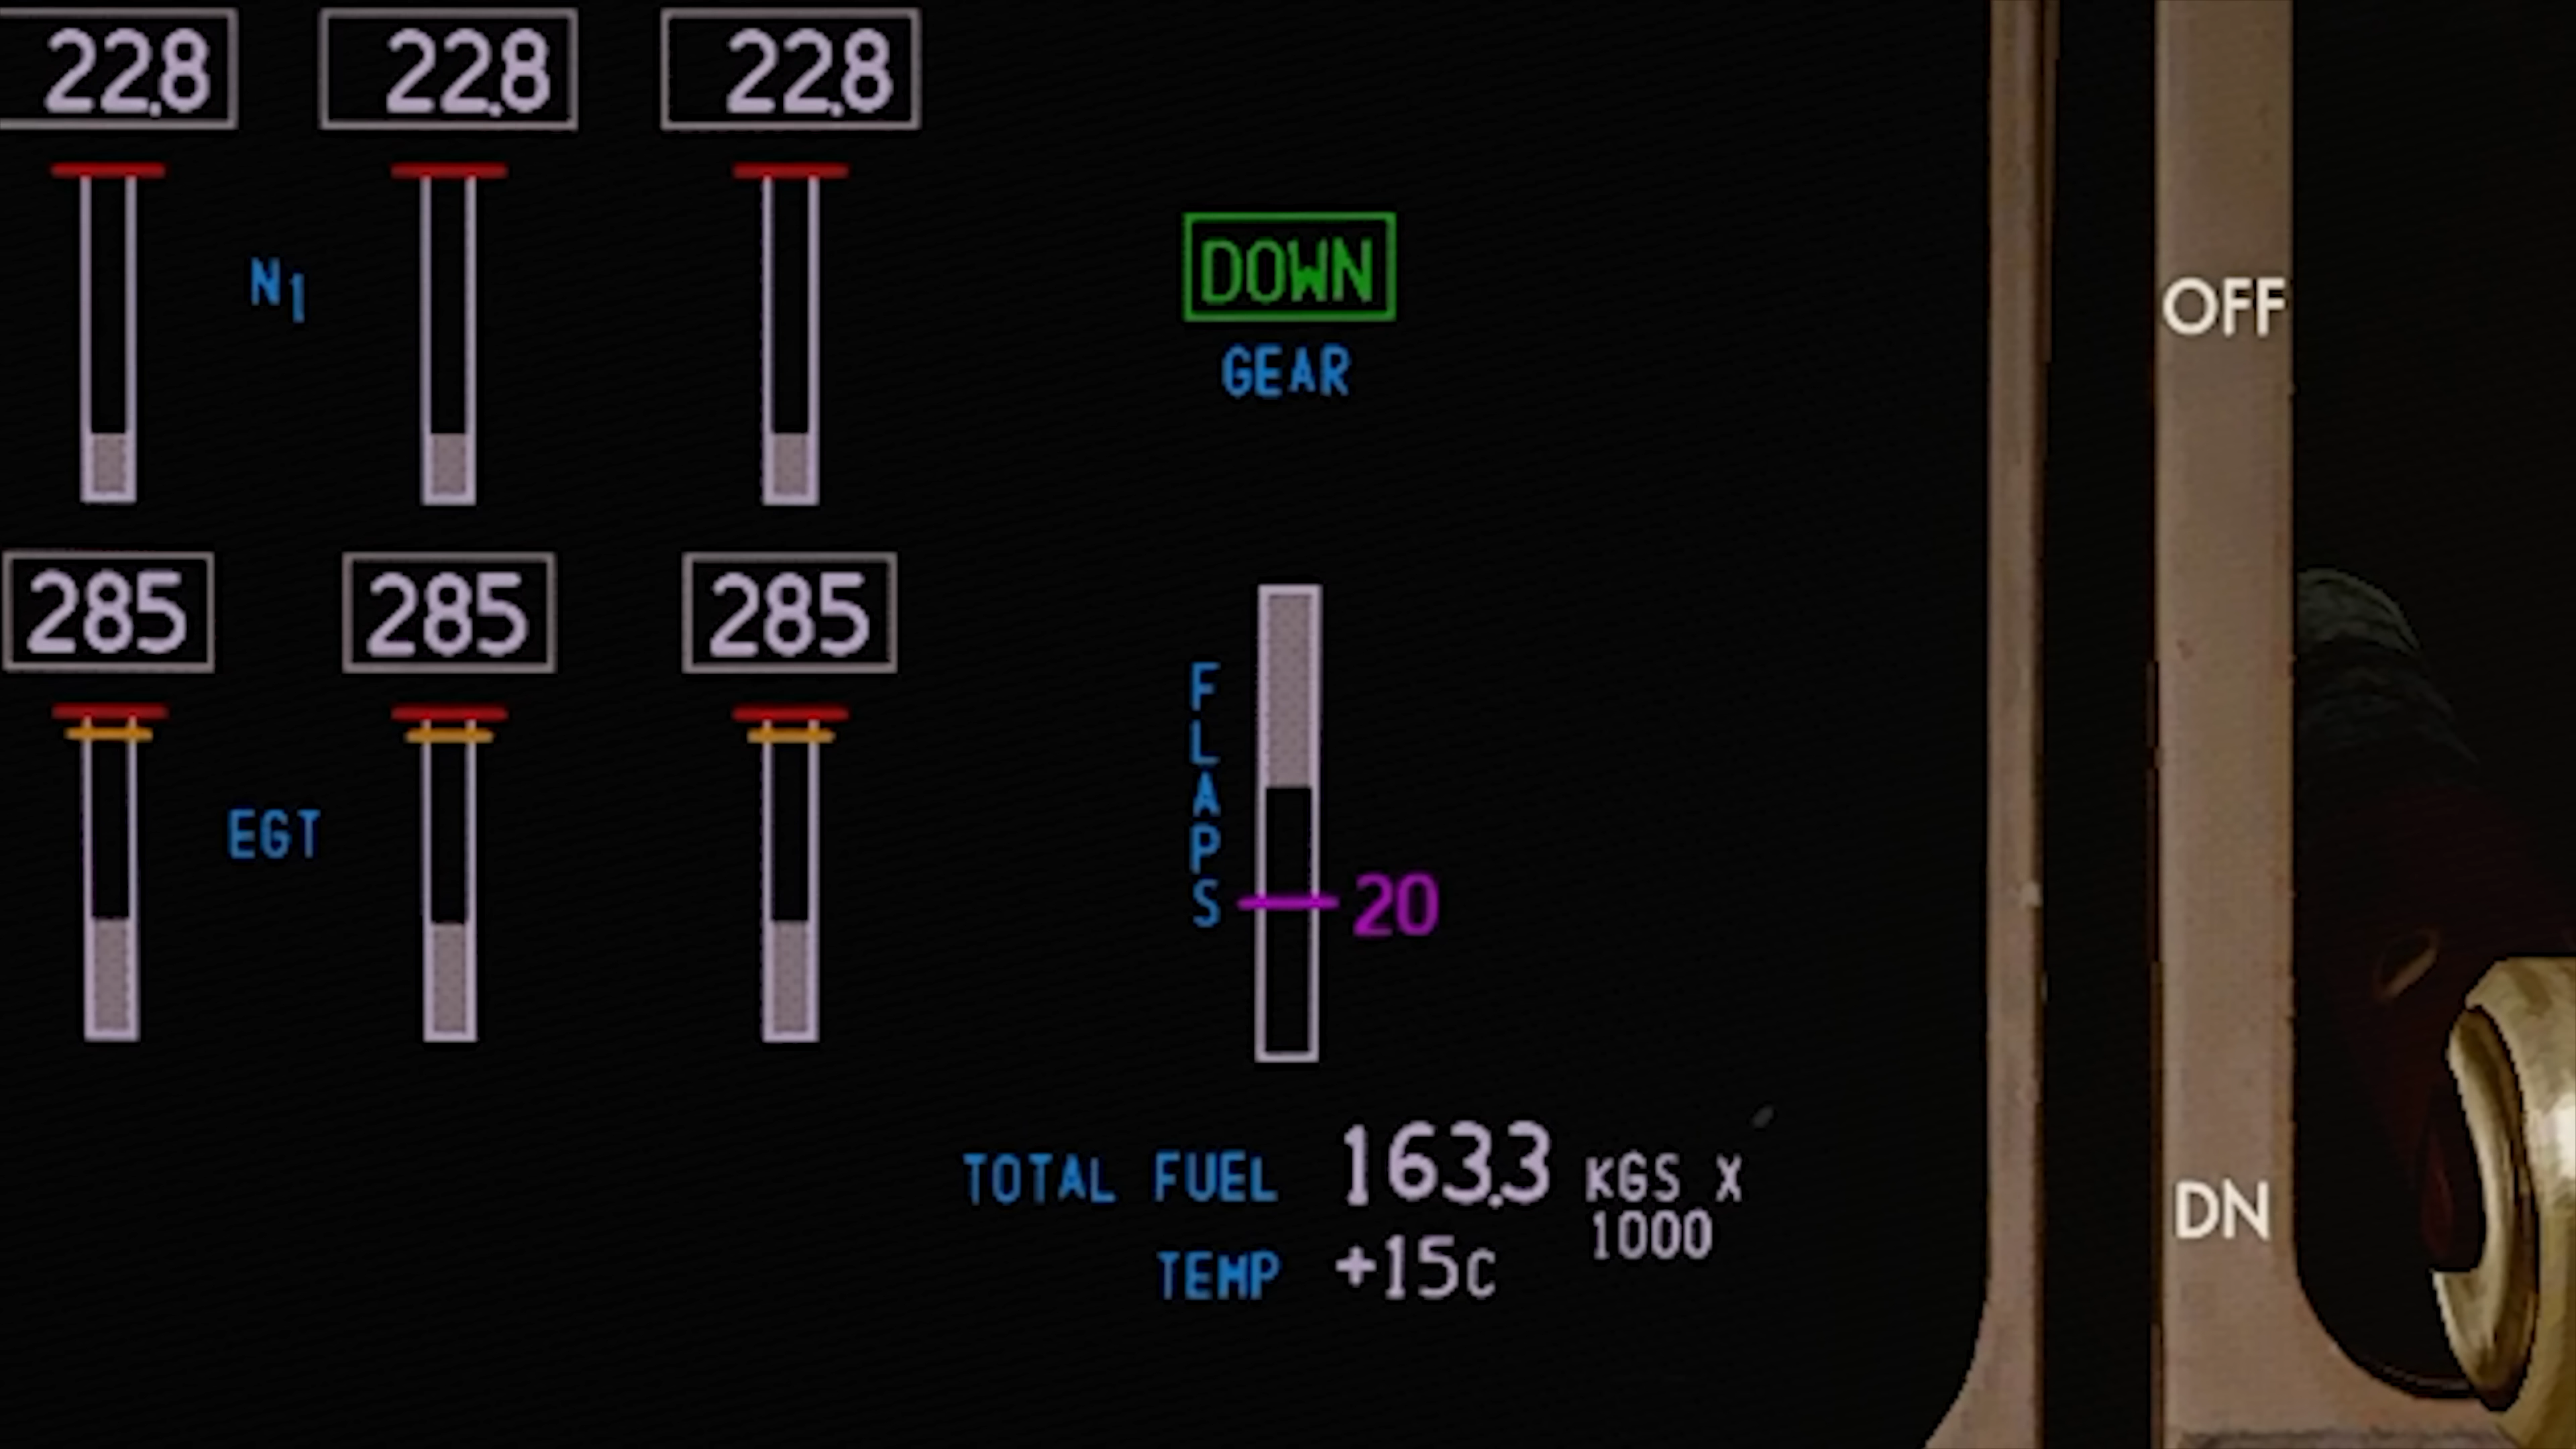 22.8 22.8 22.8
N1
DOWN
GEAR
OFF
285 285 285
EGT
FLAPS
20
TOTAL FUEL 163.3 KGS X
1000
TEMP +15c
DN